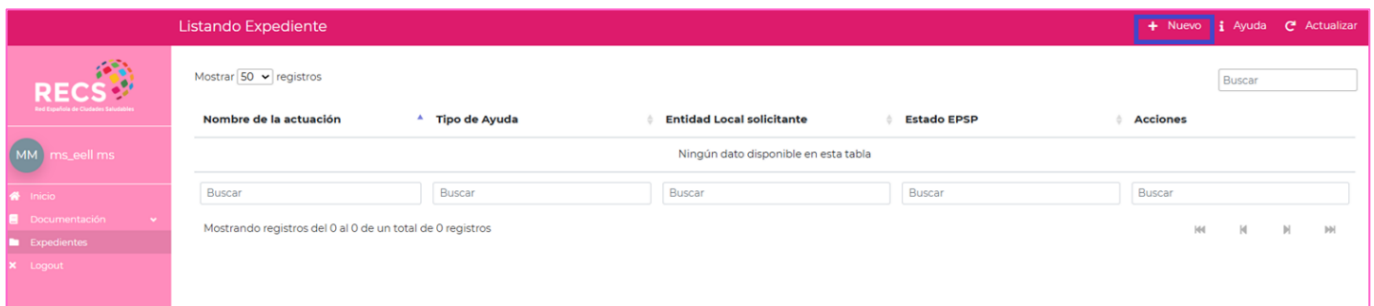 Listando Expediente
+ Nuevo
i Ayuda
Actualizar
RECS
Red Española de Ciudades Saludables
MM ms_eell ms
Inicio
Documentación
Expedientes
Logout
Mostrar 50 registros
Buscar
Nombre de la actuación Tipo de Ayuda Entidad Local solicitante Estado EPSP Acciones
Ningún dato disponible en esta tabla
Buscar Buscar Buscar Buscar Buscar
Mostrando registros del 0 al 0 de un total de 0 registros